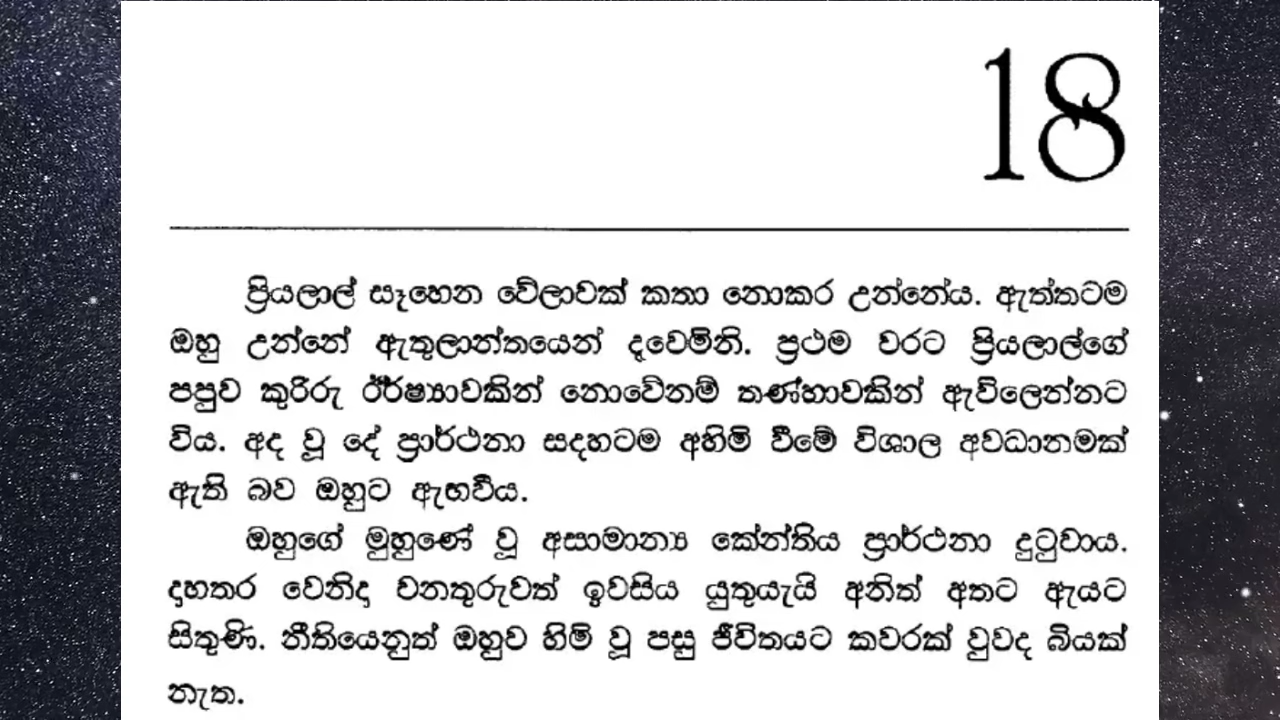 18
ප්‍රියලාල් සෑහෙන වේලාවක් කතා නොකර උන්නේය. ඇත්තටම
ඔහු උන්නේ ඇතුලාන්තයෙන් දවෙමිනි. ප්‍රථම වරට ප්‍රියලාල්ගේ
පපුව කුරිරු ඊර්ෂ්‍යාවකින් නොවේනම් තණ්හාවකින් ඇවිලෙන්නට
විය. අද වූ දේ ප්‍රාර්ථනා සදහටම අහිමි වීමේ විශාල අවධානමක්
ඇති බව ඔහුට ඇඟවීය.
ඔහුගේ මුහුණේ වූ අසාමාන්‍ය කේන්තිය ප්‍රාර්ථනා දුටුවාය.
දහතර වෙනිදා වනතුරුවත් ඉවසිය යුතුයැයි අනිත් අතට ඇයට
සිතුණි. නීතියෙනුත් ඔහුව හිමි වූ පසු ජීවිතයට කවරක් වුවද බියක්
නැත.